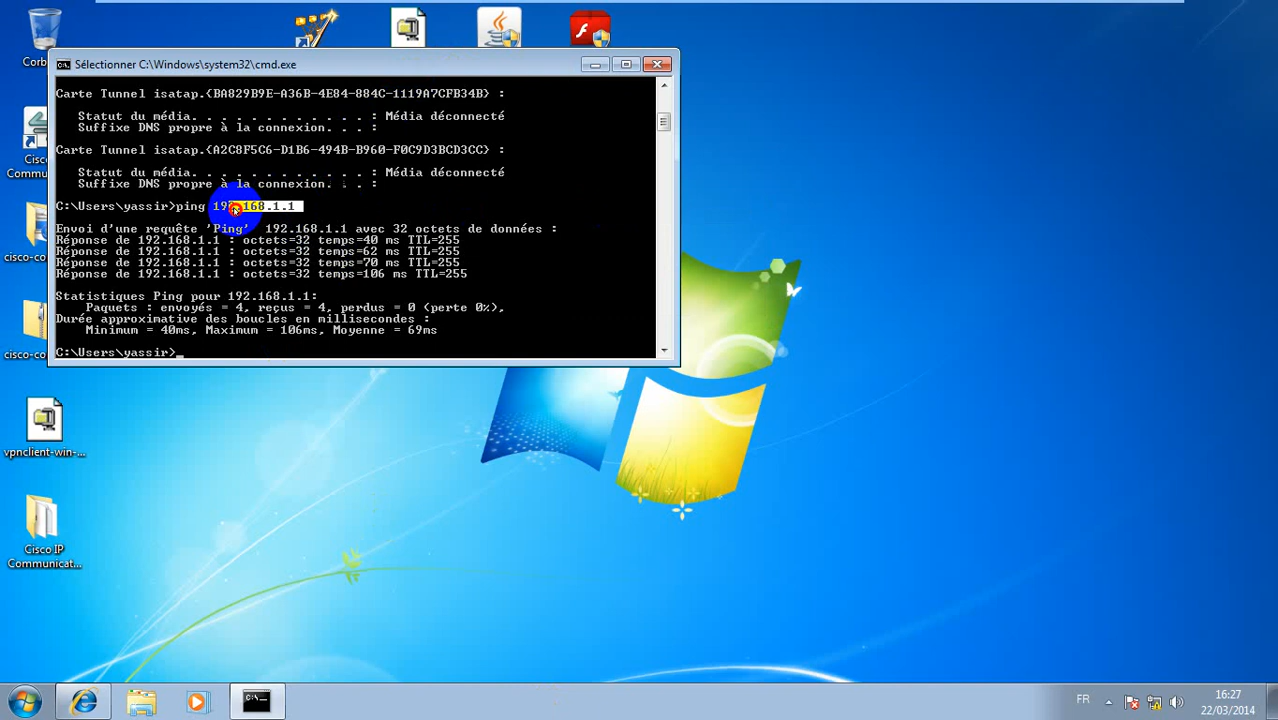 Corb
Sélectionner C:\Windows\system32\cmd.exe
Carte Tunnel isatap.{BA829B9E-A36B-4E84-884C-1119A7CFB34B} :
Statut du média. . . . . . . . . . . . : Média déconnecté
Suffixe DNS propre à la connexion. . . :
Carte Tunnel isatap.{A2C8F5C6-D1B6-494B-B960-F0C9D3BCD3CC} :
Statut du média. . . . . . . . . . . . : Média déconnecté
Suffixe DNS propre à la connexion. . . :
C:\Users\yassir>ping 192.168.1.1
Envoi d'une requête 'Ping'  192.168.1.1 avec 32 octets de données :
Réponse de 192.168.1.1 : octets=32 temps=40 ms TTL=255
Réponse de 192.168.1.1 : octets=32 temps=62 ms TTL=255
Réponse de 192.168.1.1 : octets=32 temps=70 ms TTL=255
Réponse de 192.168.1.1 : octets=32 temps=106 ms TTL=255
Statistiques Ping pour 192.168.1.1:
Paquets : envoyés = 4, reçus = 4, perdus = 0 (perte 0%),
Durée approximative des boucles en millisecondes :
Minimum = 40ms, Maximum = 106ms, Moyenne = 69ms
C:\Users\yassir>_
Cisco
Commu
cisco-co
cisco-co
vpnclient-win-...
Cisco IP
Communicat...
FR
16:27
22/03/2014